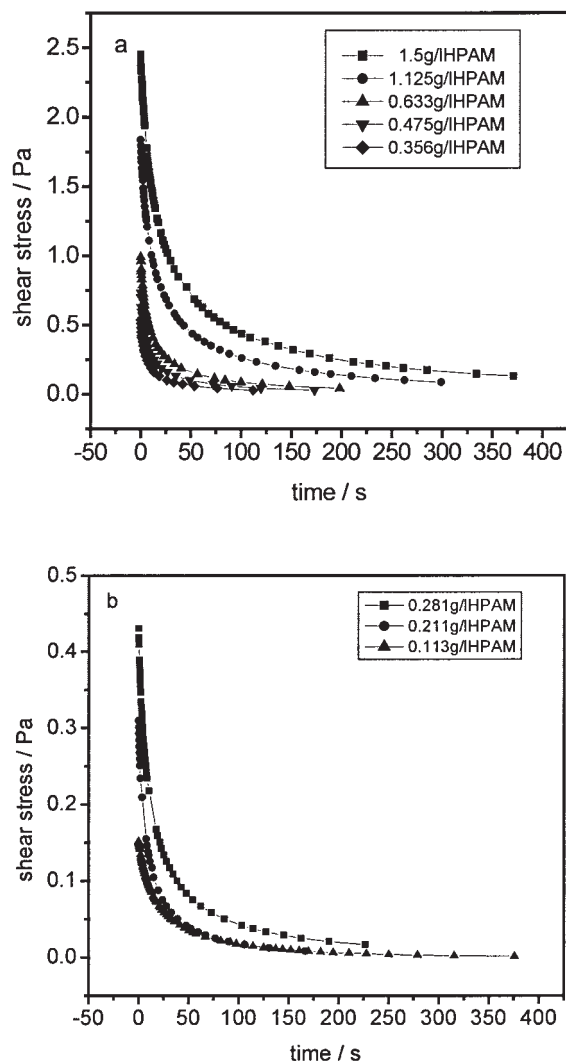 a
1.5g/lHPAM
1.125g/lHPAM
0.633g/lHPAM
0.475g/lHPAM
0.356g/lHPAM
2.5
2.0
1.5
1.0
0.5
0.0
shear stress / Pa
-50 0 50 100 150 200 250 300 350 400
time / s
b
0.281g/lHPAM
0.211g/lHPAM
0.113g/lHPAM
0.5
0.4
0.3
0.2
0.1
0.0
shear stress / Pa
-50 0 50 100 150 200 250 300 350 400
time / s